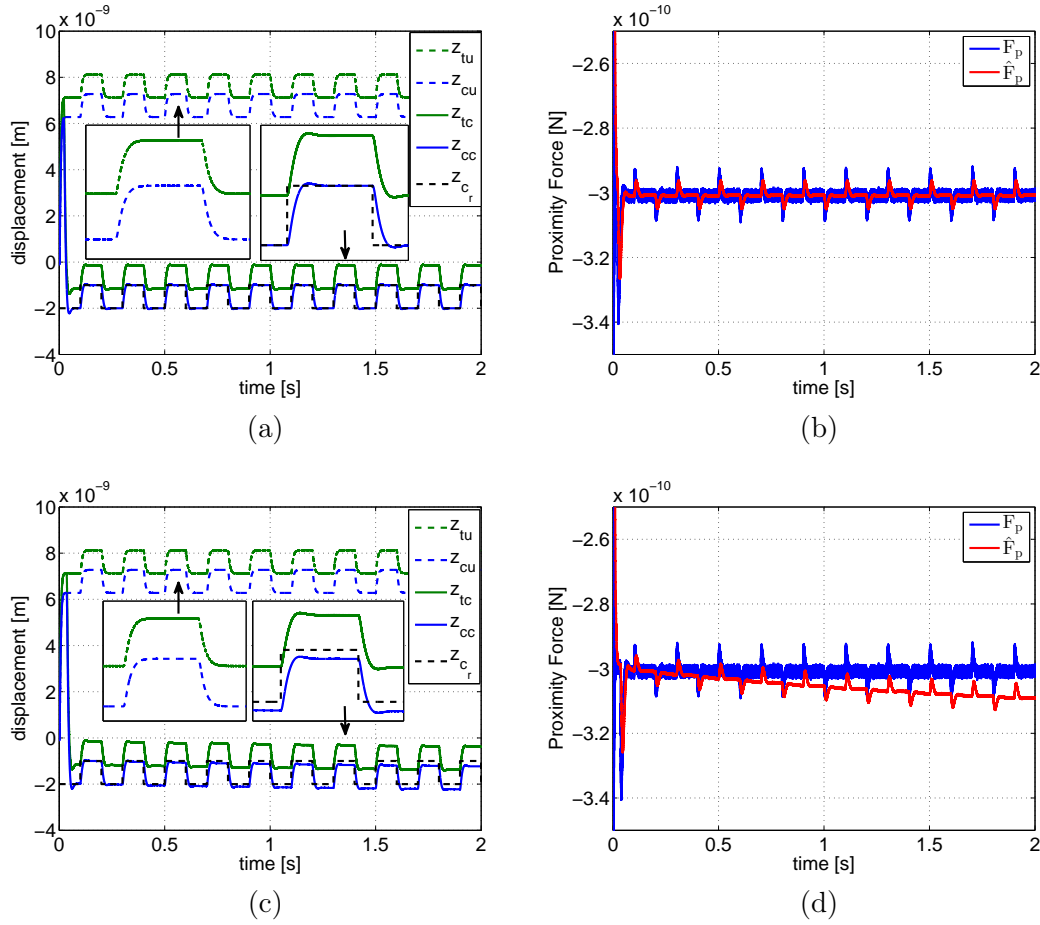 x 10⁻⁹
10
8
6
4
2
0
−2
−4
0
0.5
1
1.5
2
displacement [m]
time [s]
z_tu
z_cu
z_tc
z_cc
z_c_r
(a)
x 10⁻¹⁰
−2.6
−2.8
−3
−3.2
−3.4
0
0.5
1
1.5
2
Proximity Force [N]
time [s]
F_p
F̂_p
(b)
x 10⁻⁹
10
8
6
4
2
0
−2
−4
0
0.5
1
1.5
2
displacement [m]
time [s]
z_tu
z_cu
z_tc
z_cc
z_c_r
(c)
x 10⁻¹⁰
−2.6
−2.8
−3
−3.2
−3.4
0
0.5
1
1.5
2
Proximity Force [N]
time [s]
F_p
F̂_p
(d)